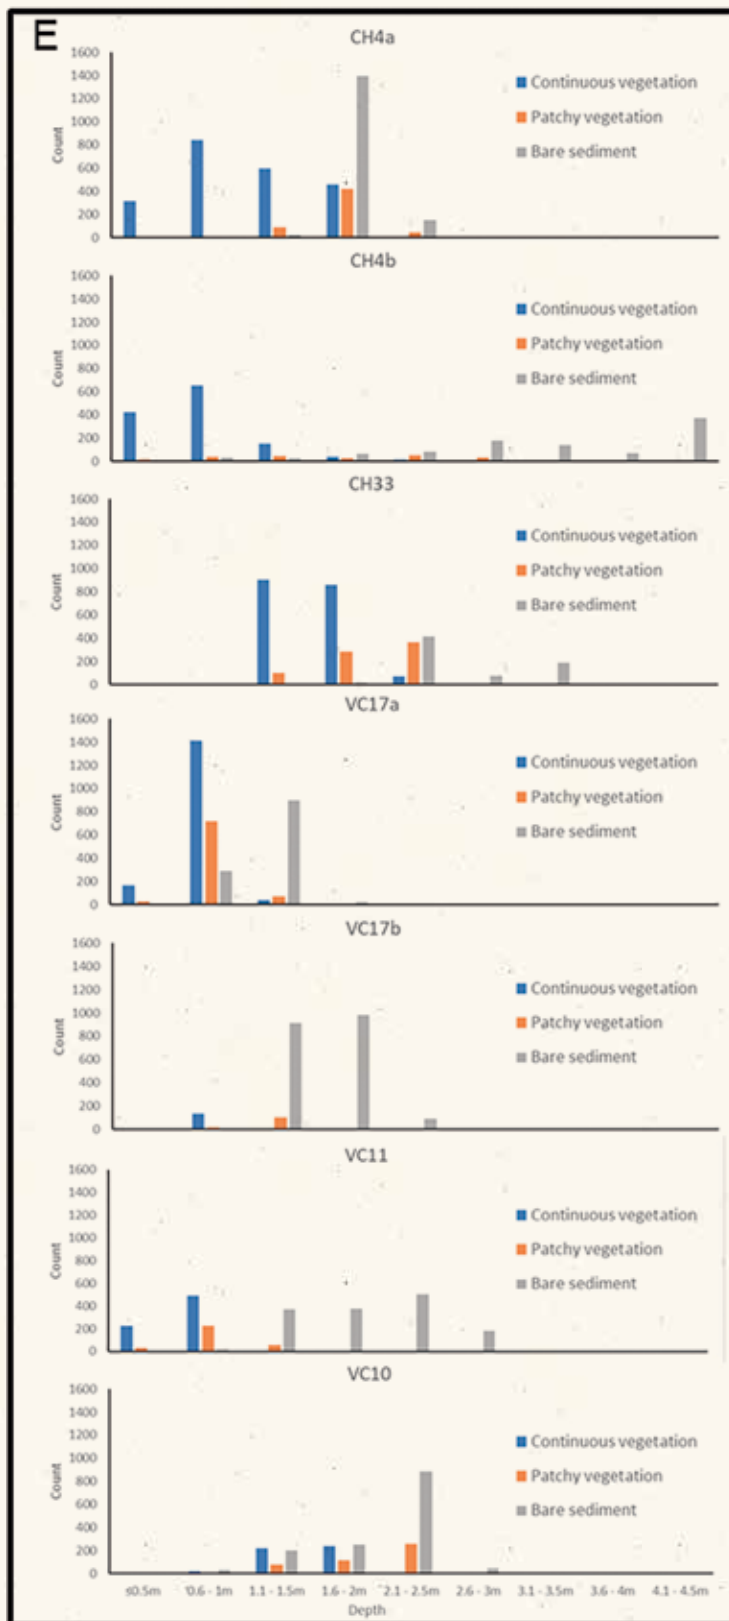 E
CH4a
1600
1400
1200
1000
800
600
400
200
0
Count
Continuous vegetation
Patchy vegetation
Bare sediment
CH4b
1600
1400
1200
1000
800
600
400
200
0
Count
Continuous vegetation
Patchy vegetation
Bare sediment
CH33
1600
1400
1200
1000
800
600
400
200
0
Count
Continuous vegetation
Patchy vegetation
Bare sediment
VC17a
1600
1400
1200
1000
800
600
400
200
0
Count
Continuous vegetation
Patchy vegetation
Bare sediment
VC17b
1600
1400
1200
1000
800
600
400
200
0
Count
Continuous vegetation
Patchy vegetation
Bare sediment
VC11
1600
1400
1200
1000
800
600
400
200
0
Count
Continuous vegetation
Patchy vegetation
Bare sediment
VC10
1600
1400
1200
1000
800
600
400
200
0
Count
Continuous vegetation
Patchy vegetation
Bare sediment
≤0.5m 0.6 - 1m 1.1 - 1.5m 1.6 - 2m 2.1 - 2.5m 2.6 - 3m 3.1 - 3.5m 3.6 - 4m 4.1 - 4.5m
Depth